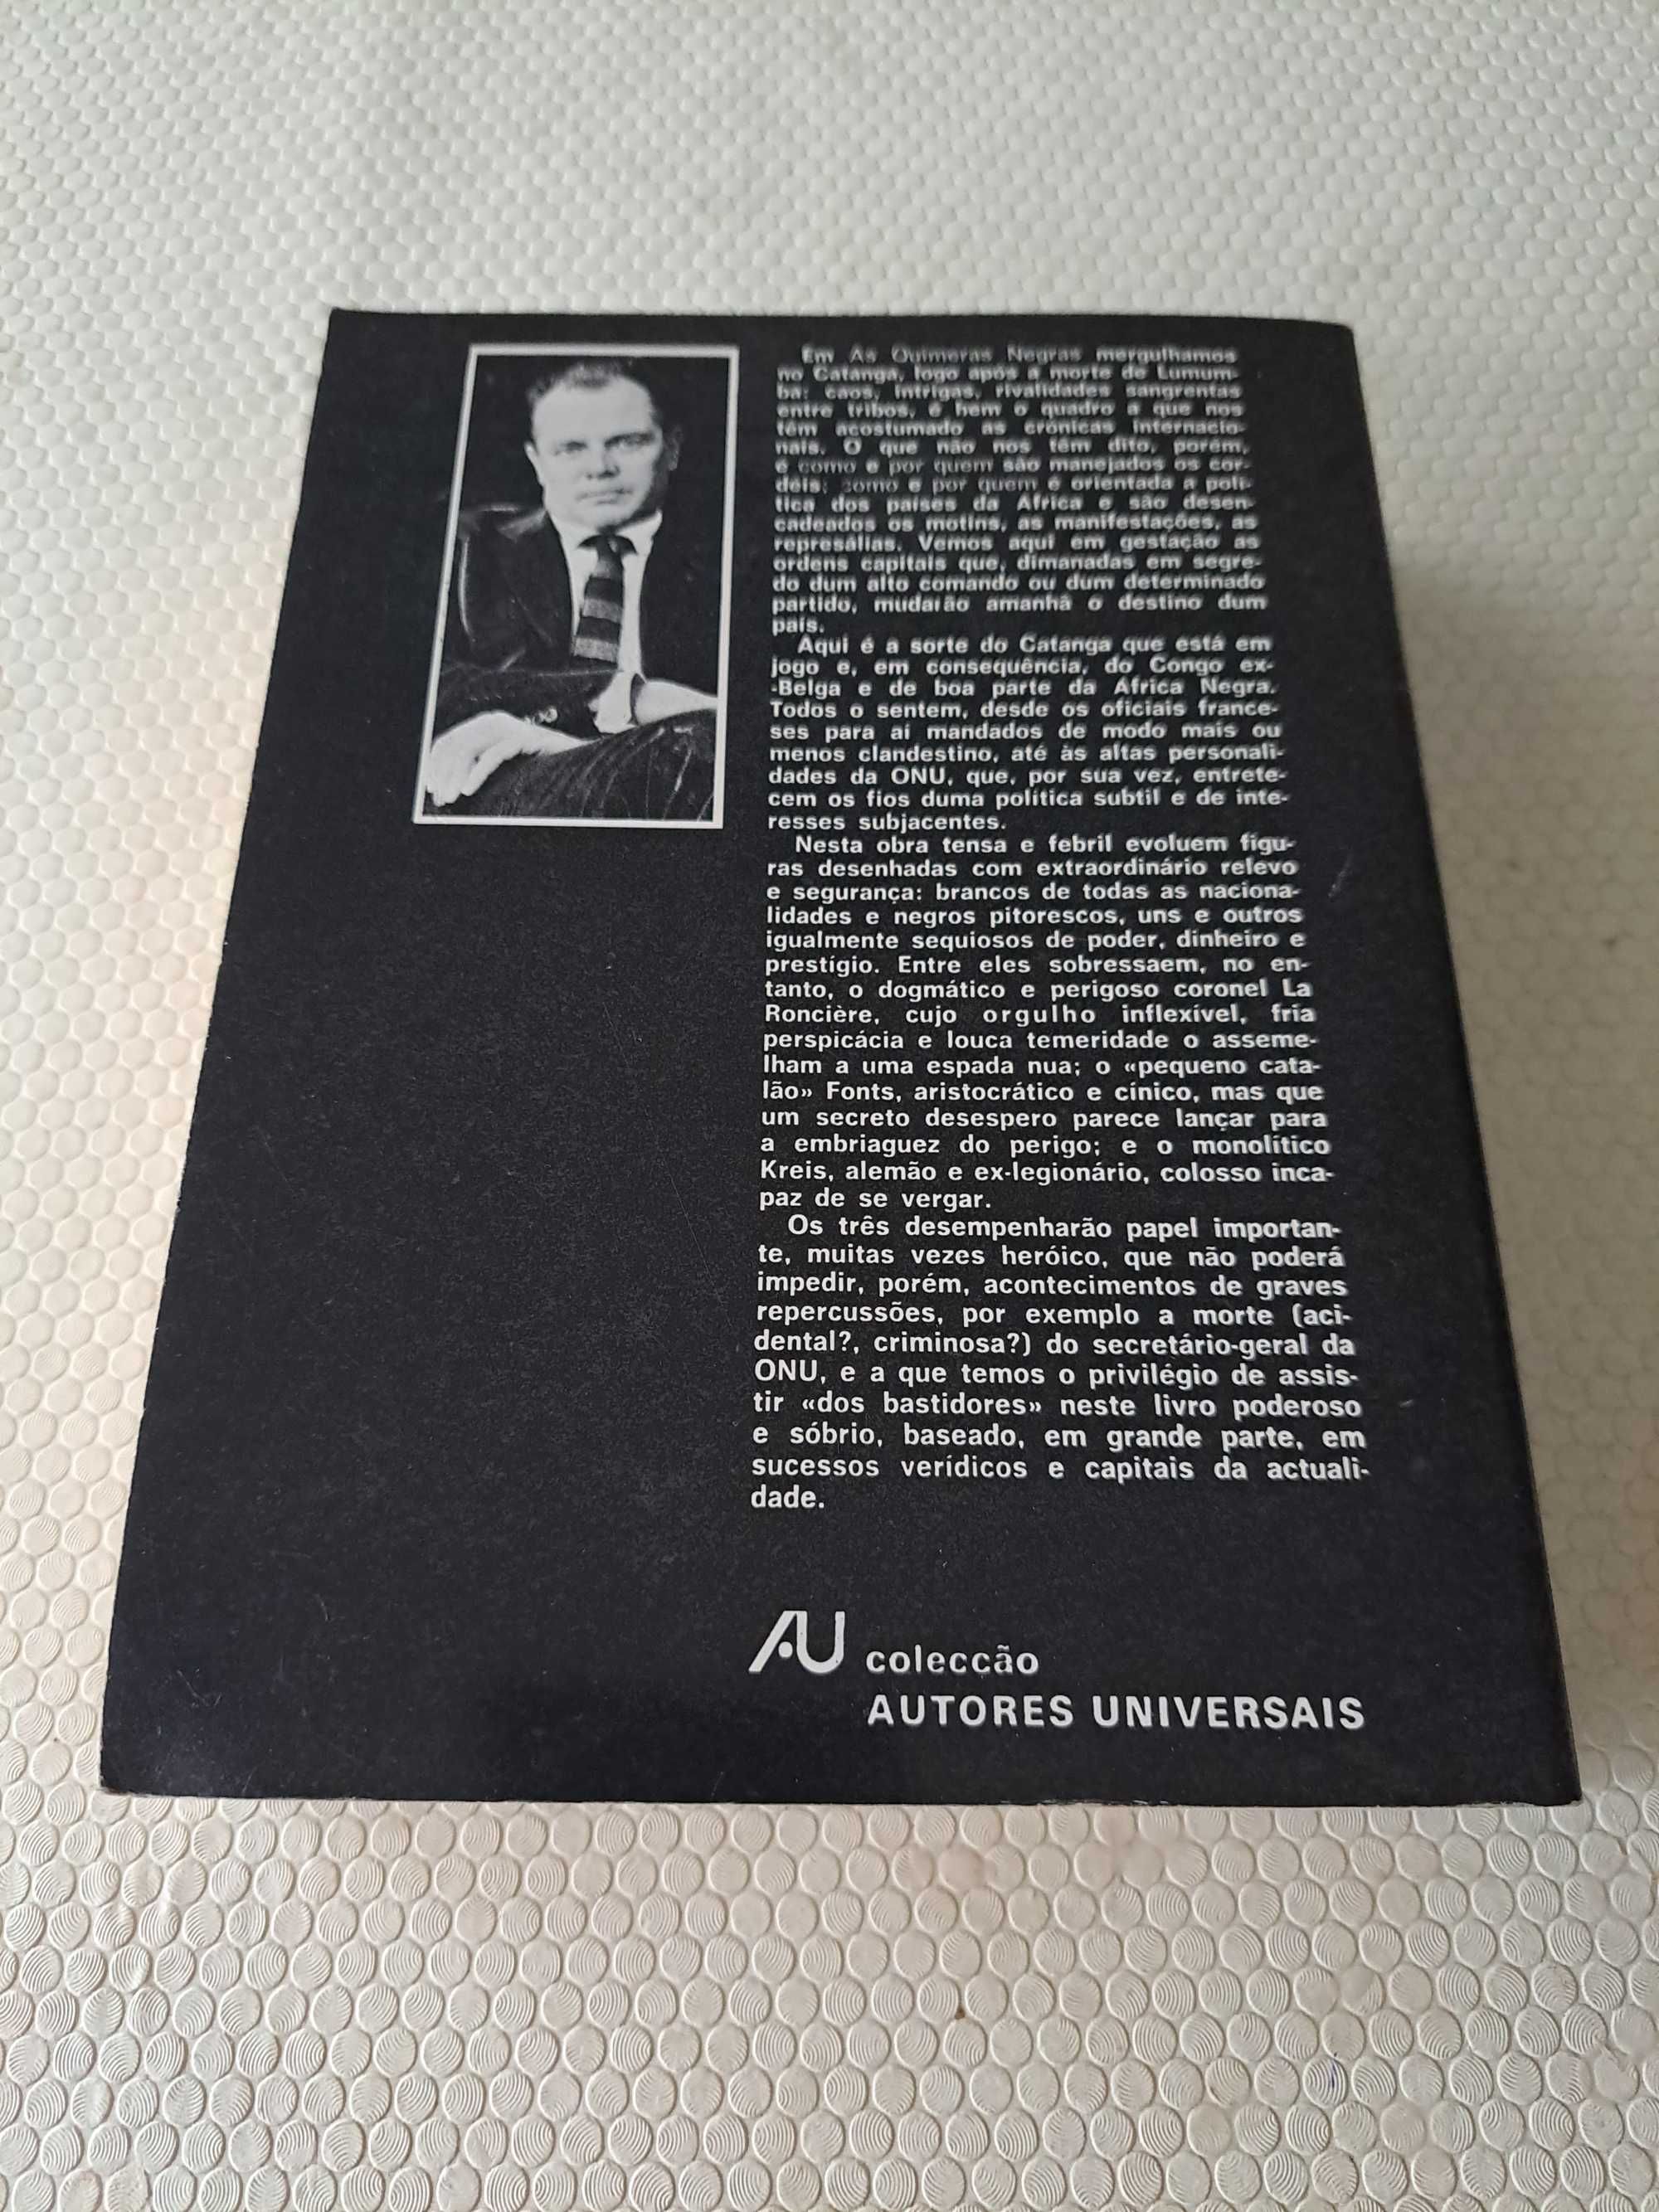 Em As Quimeras Negras mergulhamos
no Catanga, logo após a morte de Lumum-
ba: caos, intrigas, rivalidades sangrentas
entre tribos, é bem o quadro a que nos
têm acostumado as crónicas internacio-
nais. O que não nos têm dito, porém,
é como e por quem são manejados os cor-
déis; como e por quem é orientada a polí-
tica dos países da África e são desen-
cadeados os motins, as manifestações, as
represálias. Vemos aqui em gestação as
ordens capitais que, dimanadas em segre-
do dum alto comando ou dum determinado
partido, mudarão amanhã o destino dum
país.
Aqui é a sorte do Catanga que está em
jogo e, em consequência, do Congo ex-
-Belga e de boa parte da África Negra.
Todos o sentem, desde os oficiais france-
ses para aí mandados de modo mais ou
menos clandestino, até às altas personali-
dades da ONU, que, por sua vez, entrete-
cem os fios duma política subtil e de inte-
resses subjacentes.
Nesta obra tensa e febril evoluem figu-
ras desenhadas com extraordinário relevo
e segurança: brancos de todas as naciona-
lidades e negros pitorescos, uns e outros
igualmente sequiosos de poder, dinheiro e
prestígio. Entre eles sobressaem, no en-
tanto, o dogmático e perigoso coronel La
Roncière, cujo orgulho inflexível, fria
perspicácia e louca temeridade o asseme-
lham a uma espada nua; o «pequeno cata-
lão» Fonts, aristocrático e cínico, mas que
um secreto desespero parece lançar para
a embriaguez do perigo; e o monolítico
Kreis, alemão e ex-legionário, colosso inca-
paz de se vergar.
Os três desempenharão papel importan-
te, muitas vezes heróico, que não poderá
impedir, porém, acontecimentos de graves
repercussões, por exemplo a morte (aci-
dental?, criminosa?) do secretário-geral da
ONU, e a que temos o privilégio de assis-
tir «dos bastidores» neste livro poderoso
e sóbrio, baseado, em grande parte, em
sucessos verídicos e capitais da actuali-
dade.
AU colecção
AUTORES UNIVERSAIS